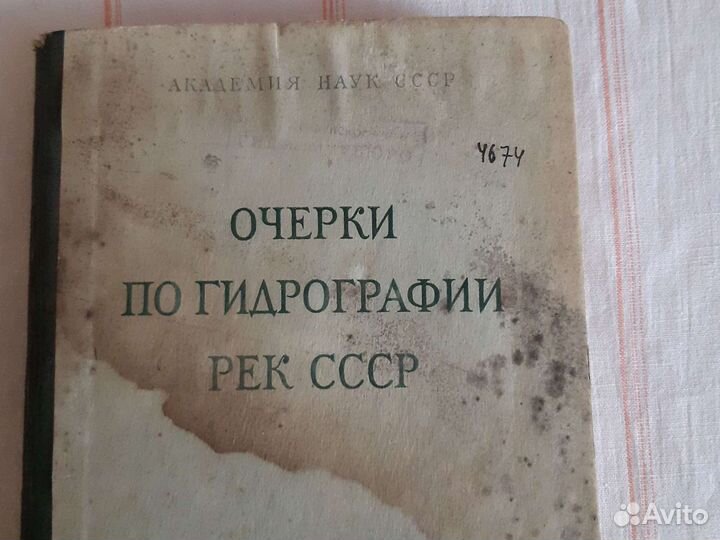 АКАДЕМИЯ НАУК СССР
4674
ОЧЕРКИ
ПО ГИДРОГРАФИИ
РЕК СССР
Avito